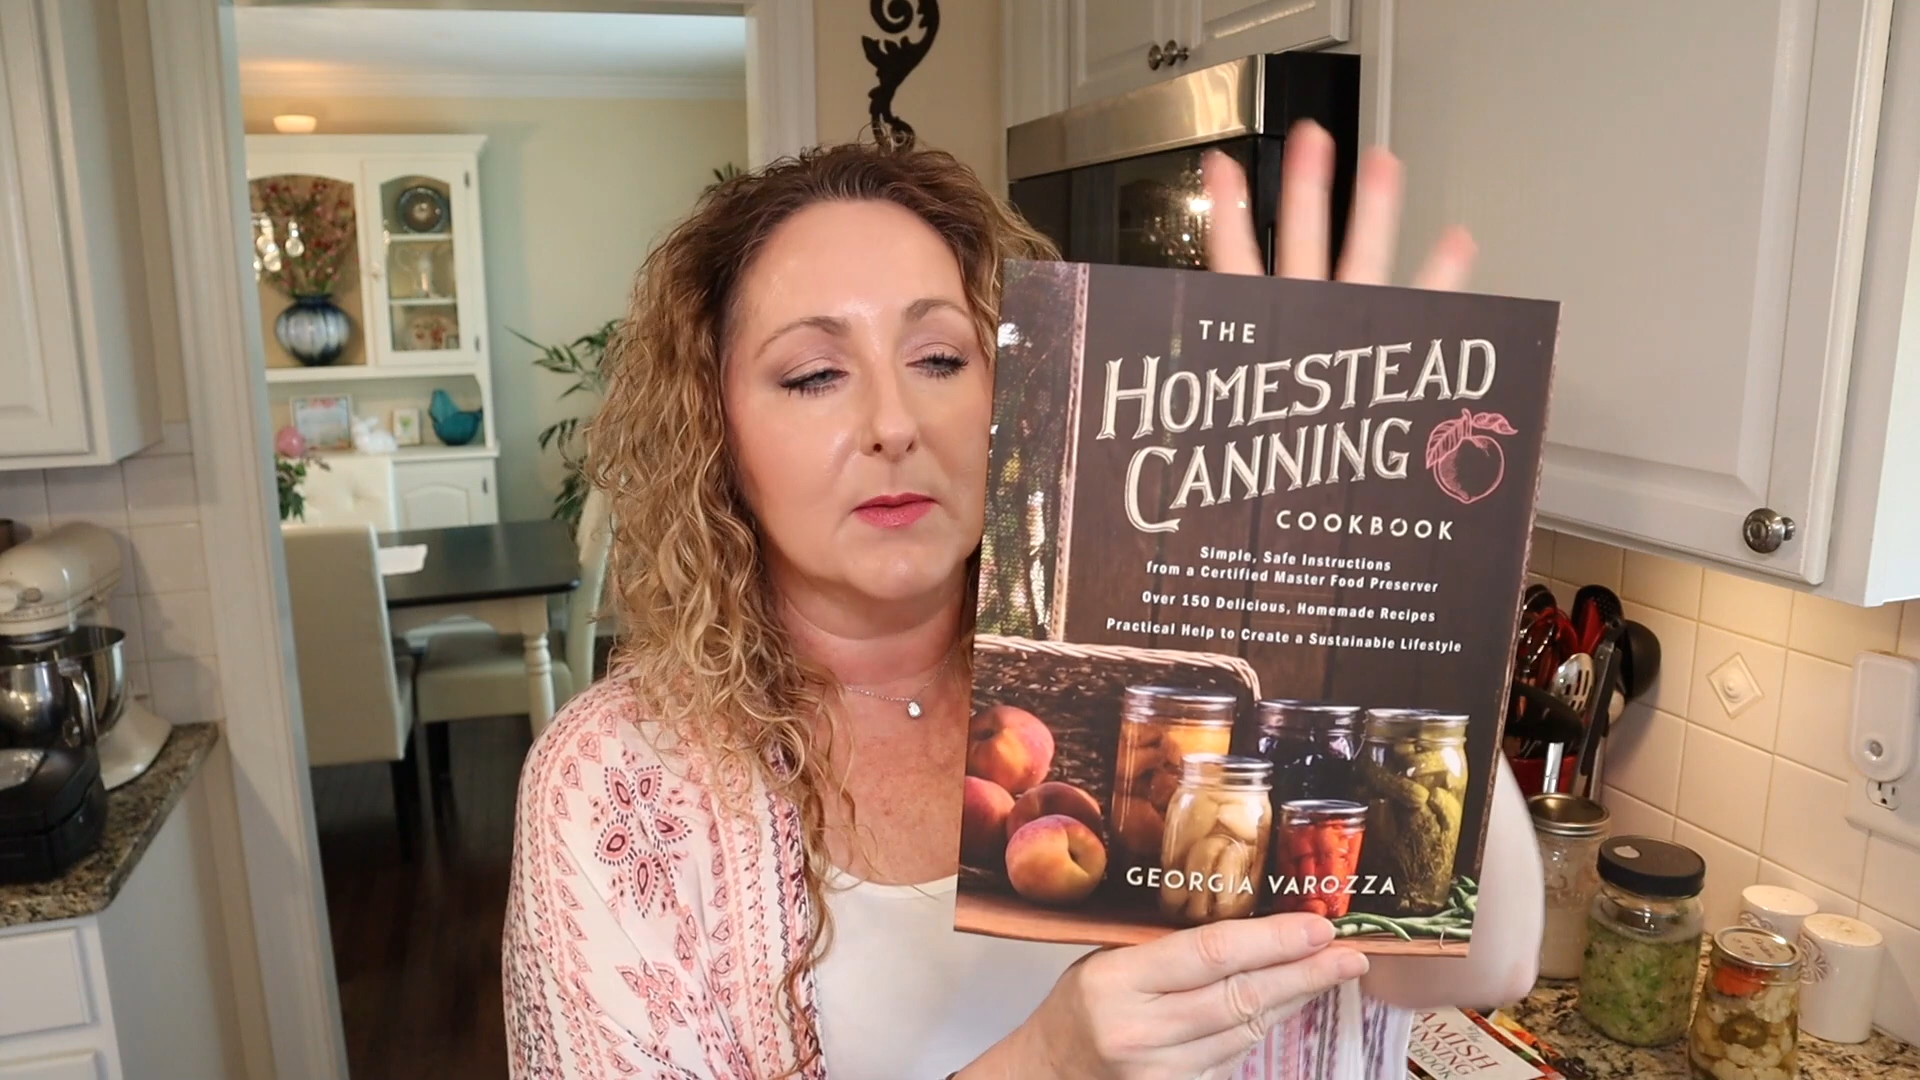 THE
HOMESTEAD
CANNING
COOKBOOK
Simple, Safe Instructions
from a Certified Master Food Preserver
Over 150 Delicious, Homemade Recipes
Practical Help to Create a Sustainable Lifestyle
GEORGIA VAROZZA
AMISH
CANNING